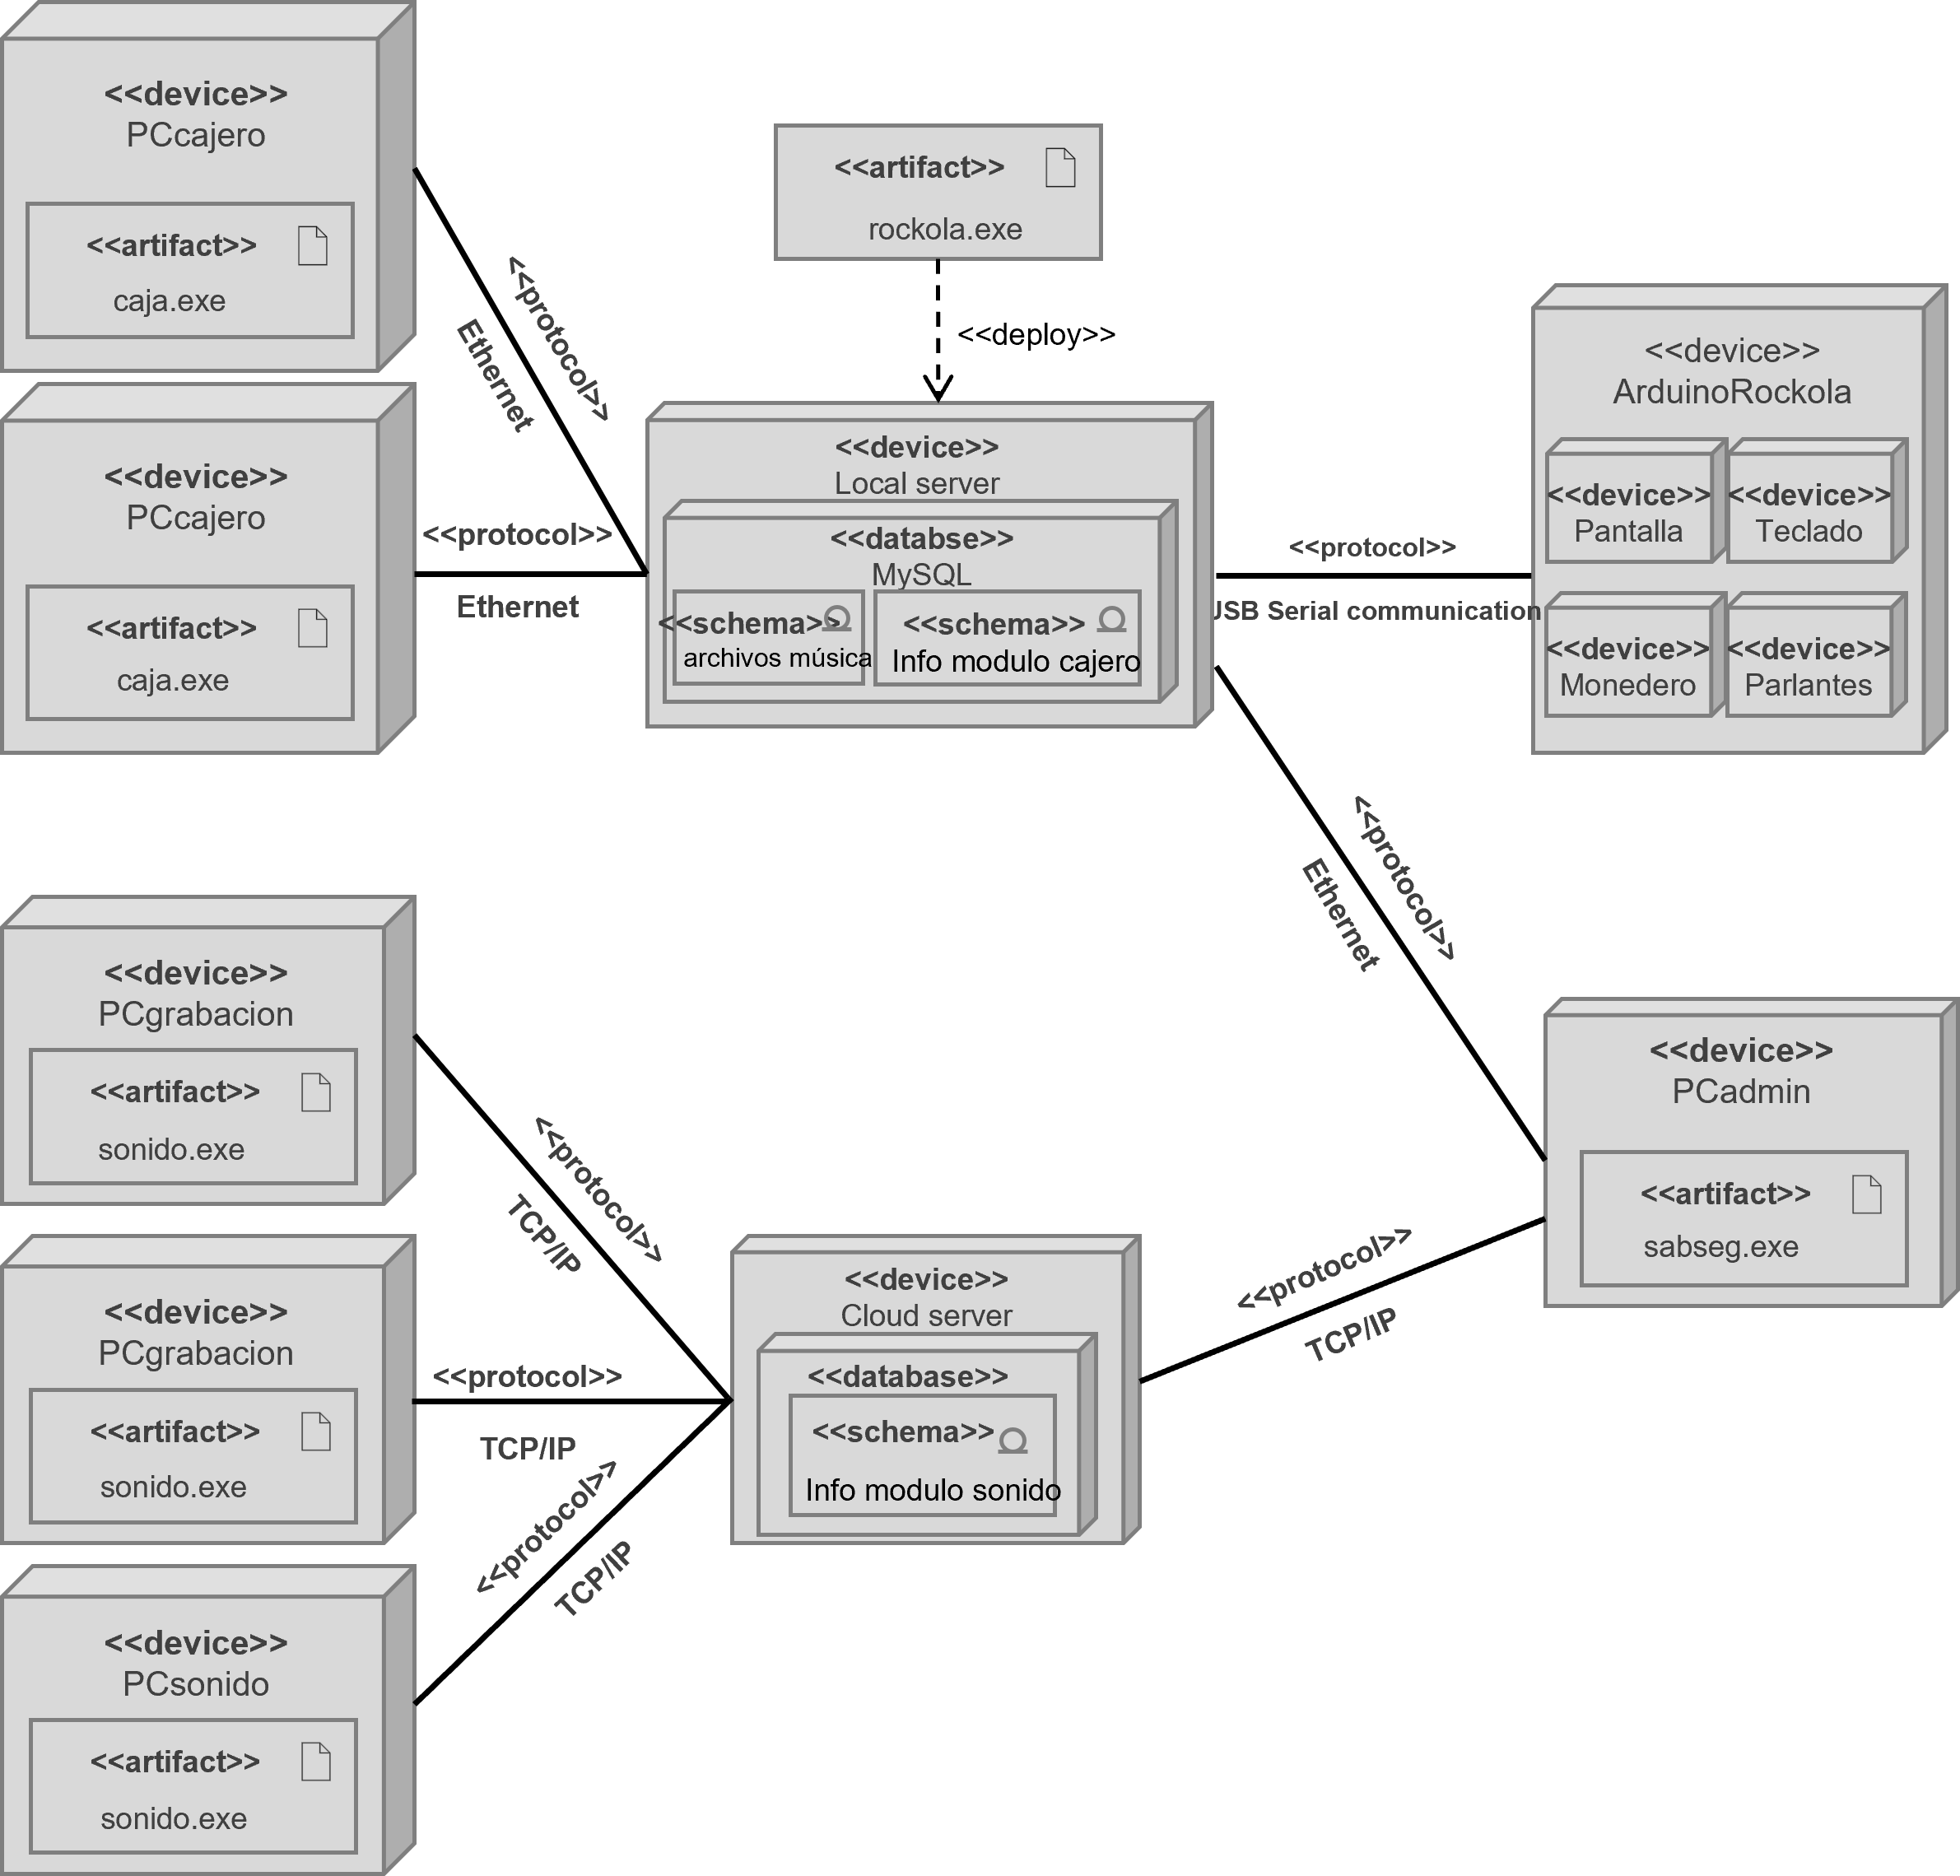 <<device>>
PCcajero
<<artifact>>
caja.exe
<<protocol>>
Ethernet
<<artifact>>
rockola.exe
<<deploy>>
<<device>>
PCcajero
<<artifact>>
caja.exe
<<protocol>>
Ethernet
<<device>>
Local server
<<databse>>
MySQL
<<schema>>
archivos música
<<schema>>
Info modulo cajero
<<protocol>>
USB Serial communication
<<device>>
ArduinoRockola
<<device>>
Pantalla
<<device>>
Teclado
<<device>>
Monedero
<<device>>
Parlantes
<<protocol>>
Ethernet
<<device>>
PCgrabacion
<<artifact>>
sonido.exe
<<protocol>>
TCP/IP
<<device>>
PCadmin
<<artifact>>
sabseg.exe
<<device>>
PCgrabacion
<<artifact>>
sonido.exe
<<protocol>>
TCP/IP
<<device>>
Cloud server
<<database>>
<<schema>>
Info modulo sonido
<<protocol>>
TCP/IP
<<protocol>>
TCP/IP
<<device>>
PCsonido
<<artifact>>
sonido.exe